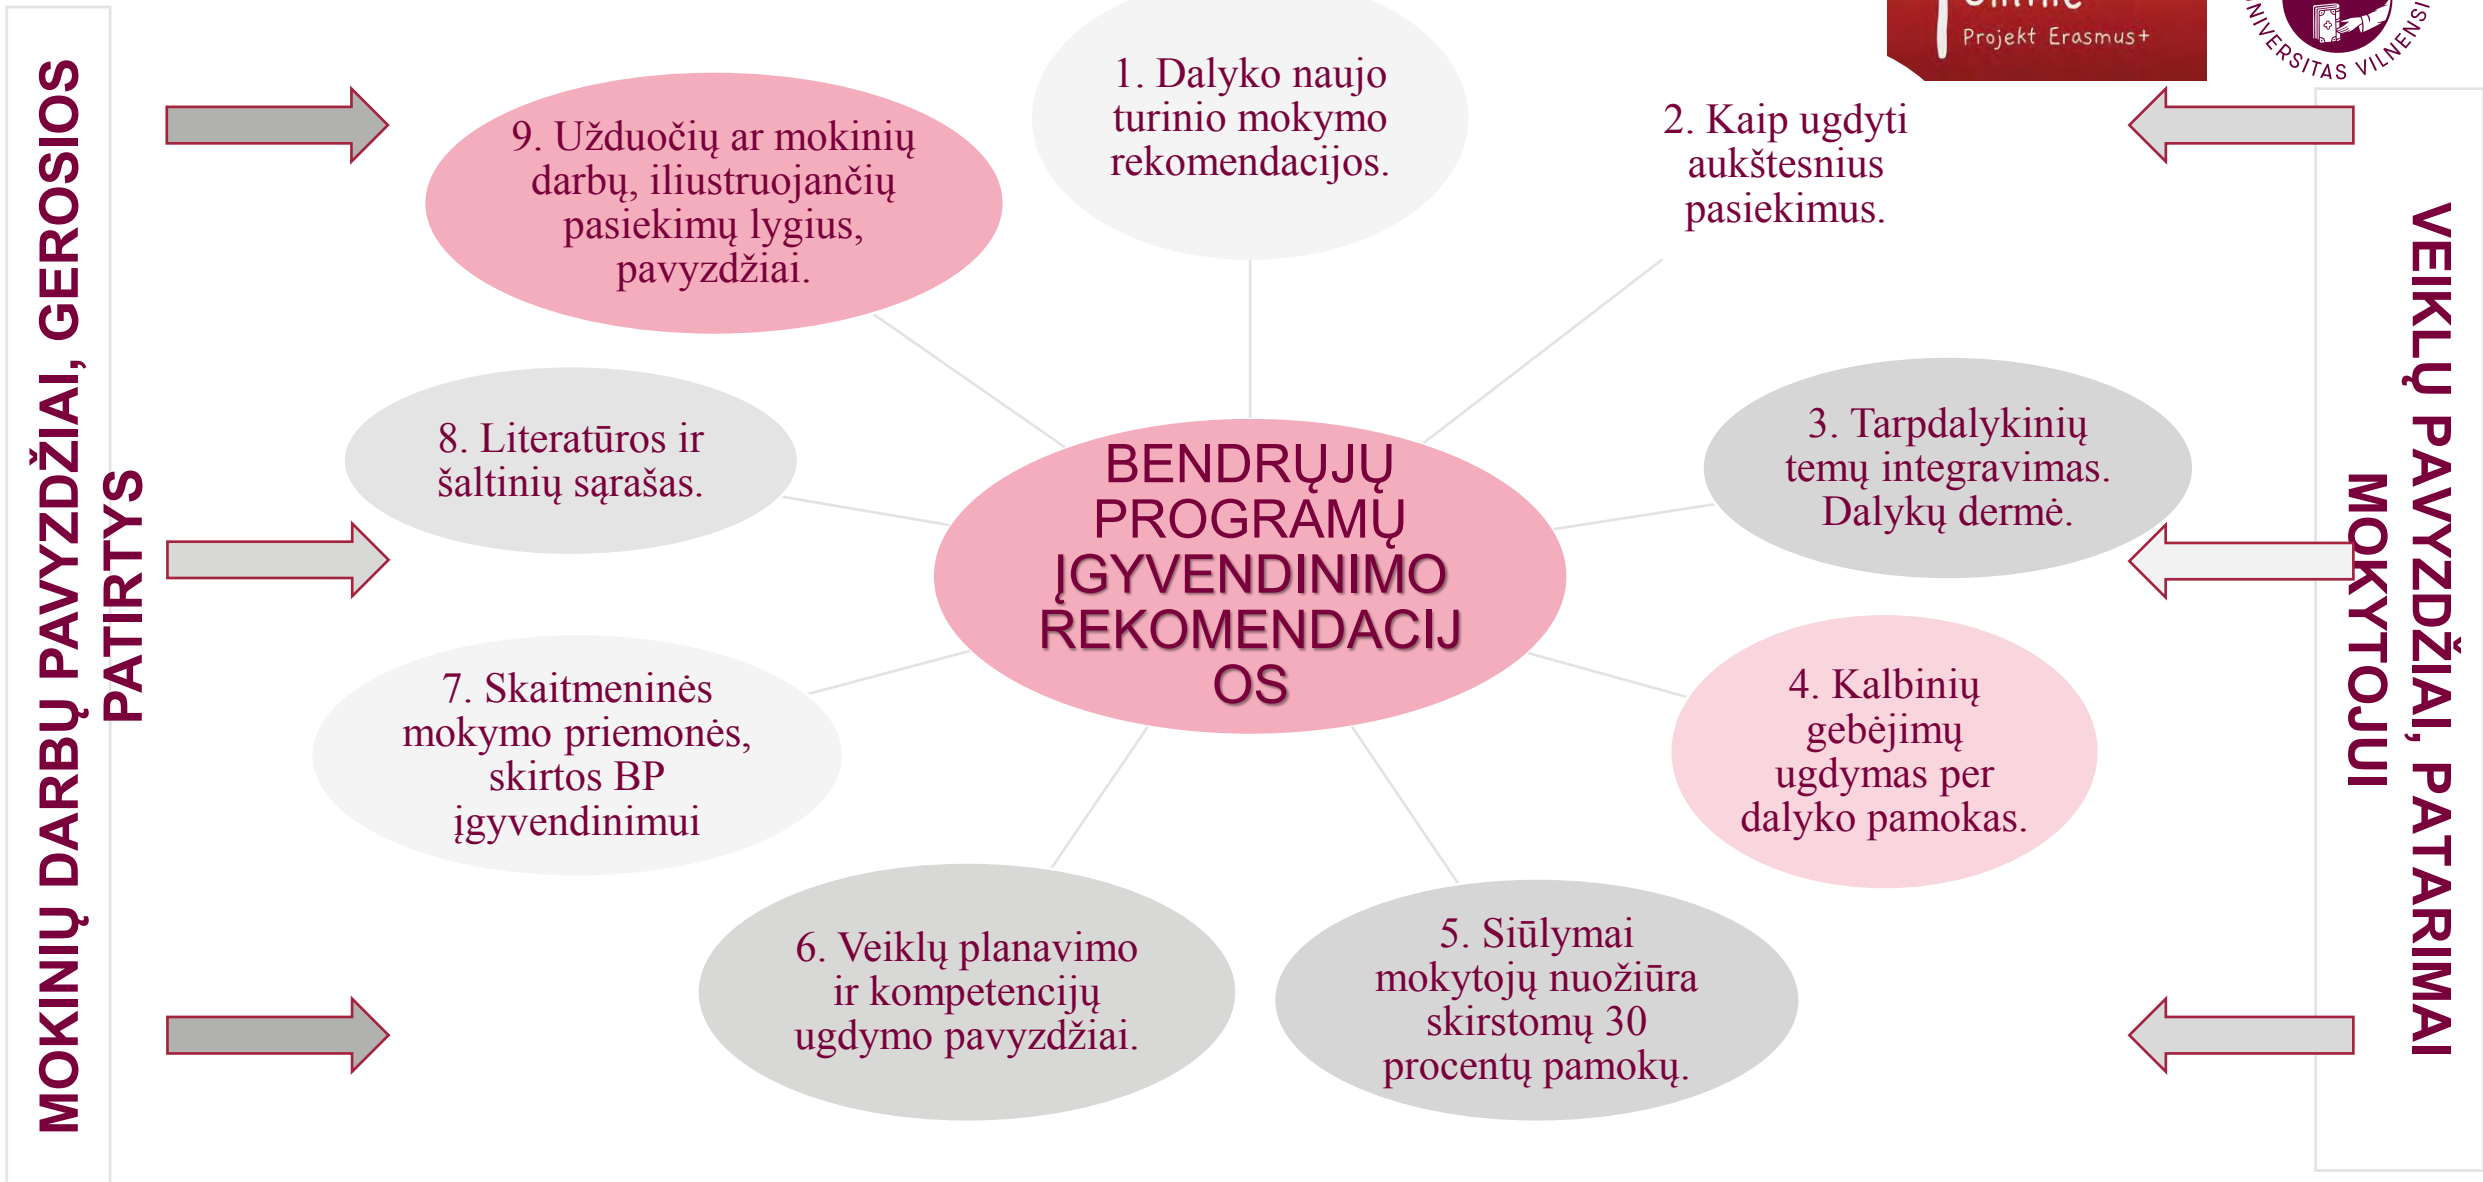 Projekt Erasmus+
UNIVERSITAS VILNENSI
MOKINIŲ DARBŲ PAVYZDŽIAI, GEROSIOS
PATIRTYS
1. Dalyko naujo
turinio mokymo
rekomendacijos.
2. Kaip ugdyti
aukštesnius
pasiekimus.
3. Tarpdalykinių
temų integravimas.
Dalykų dermė.
4. Kalbinių
gebėjimų
ugdymas per
dalyko pamokas.
5. Siūlymai
mokytojų nuožiūra
skirstomų 30
procentų pamokų.
6. Veiklų planavimo
ir kompetencijų
ugdymo pavyzdžiai.
7. Skaitmeninės
mokymo priemonės,
skirtos BP
įgyvendinimui
8. Literatūros ir
šaltinių sąrašas.
9. Užduočių ar mokinių
darbų, iliustruojančių
pasiekimų lygius,
pavyzdžiai.
BENDRŲJŲ
PROGRAMŲ
ĮGYVENDINIMO
REKOMENDACIJ
OS
VEIKLŲ PAVYZDŽIAI, PATARIMAI
MOKYTOJUI